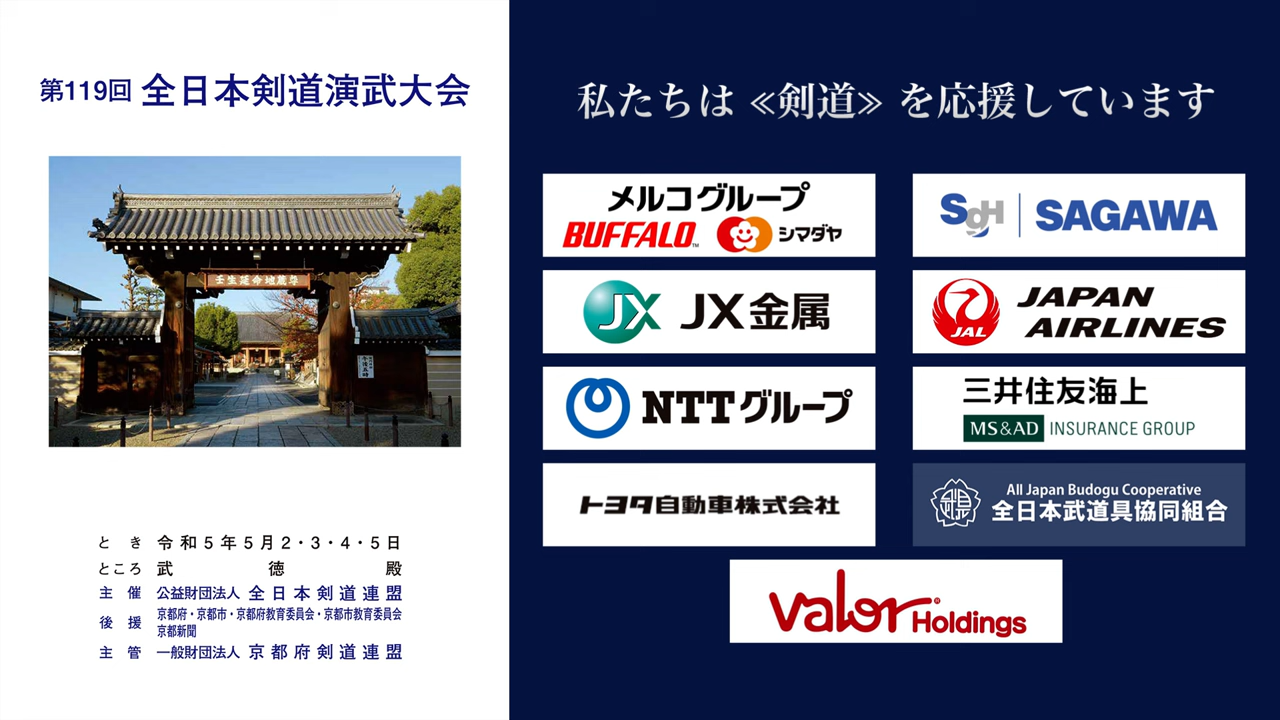 第119回 全日本剣道演武大会
壬生延命地蔵尊
とき 令和5年5月2・3・4・5日
ところ 武徳殿
主催 公益財団法人 全日本剣道連盟
後援 京都府・京都市・京都府教育委員会・京都市教育委員会
京都新聞
主管 一般財団法人 京都府剣道連盟
私たちは≪剣道≫を応援しています
メルコグループ
BUFFALO™ シマダヤ
SGH SAGAWA
JX JX金属
JAL JAPAN AIRLINES
NTTグループ
三井住友海上
MS&AD INSURANCE GROUP
トヨタ自動車株式会社
All Japan Budogu Cooperative
全日本武道具協同組合
valor® Holdings